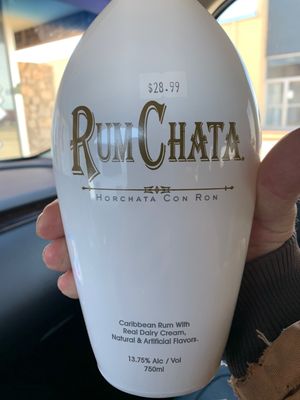 $28.99
RUMCHATA
HORCHATA CON RON
Caribbean Rum With
Real Dairy Cream,
Natural & Artificial Flavors.
13.75% Alc / Vol
750ml